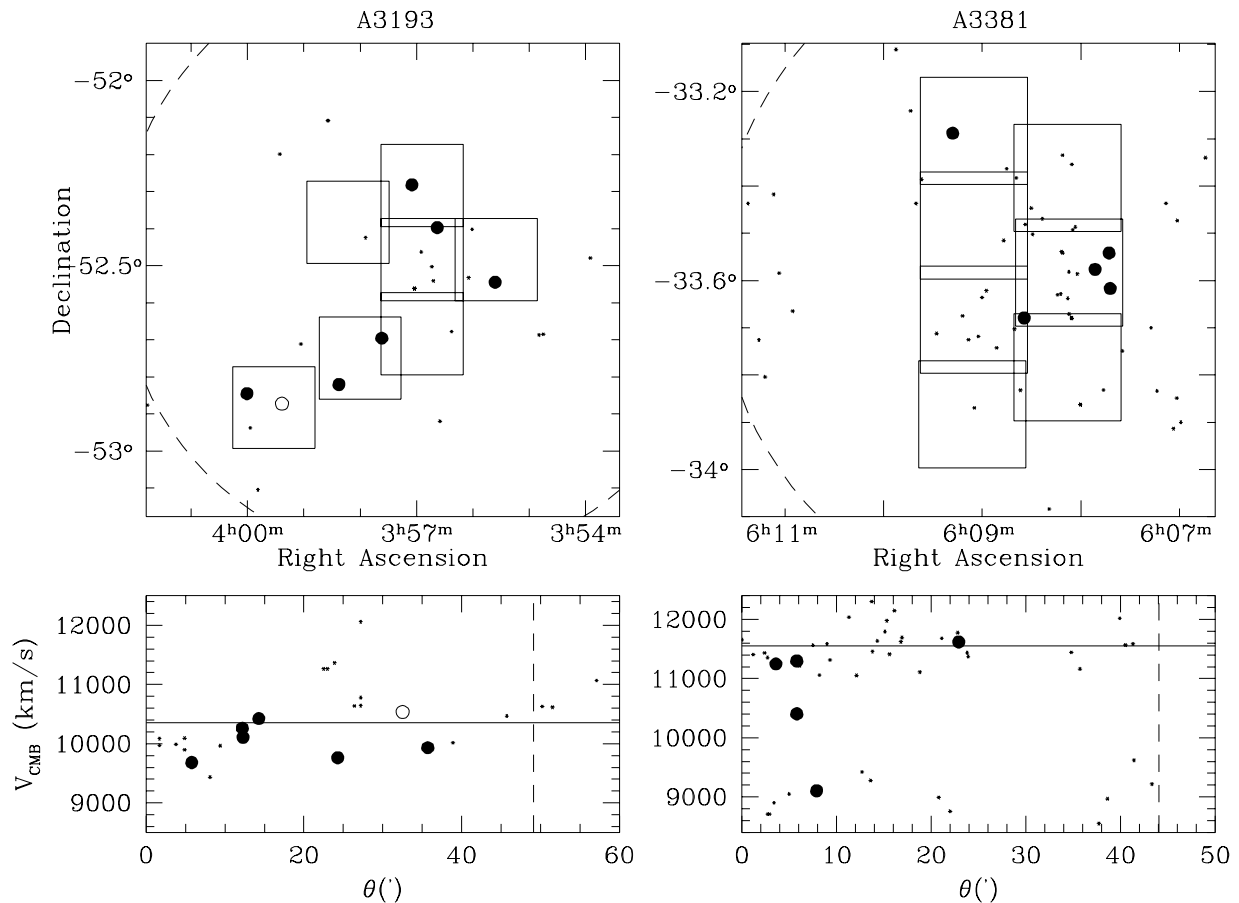 A3193
A3381
−52°
−52.5°
−53°
Declination
4ʰ00ᵐ
3ʰ57ᵐ
3ʰ54ᵐ
Right Ascension
−33.2°
−33.6°
−34°
6ʰ11ᵐ
6ʰ09ᵐ
6ʰ07ᵐ
Right Ascension
12000
11000
10000
9000
V_CMB (km/s)
0 20 40 60
θ(')
12000
11000
10000
9000
0 10 20 30 40 50
θ(')